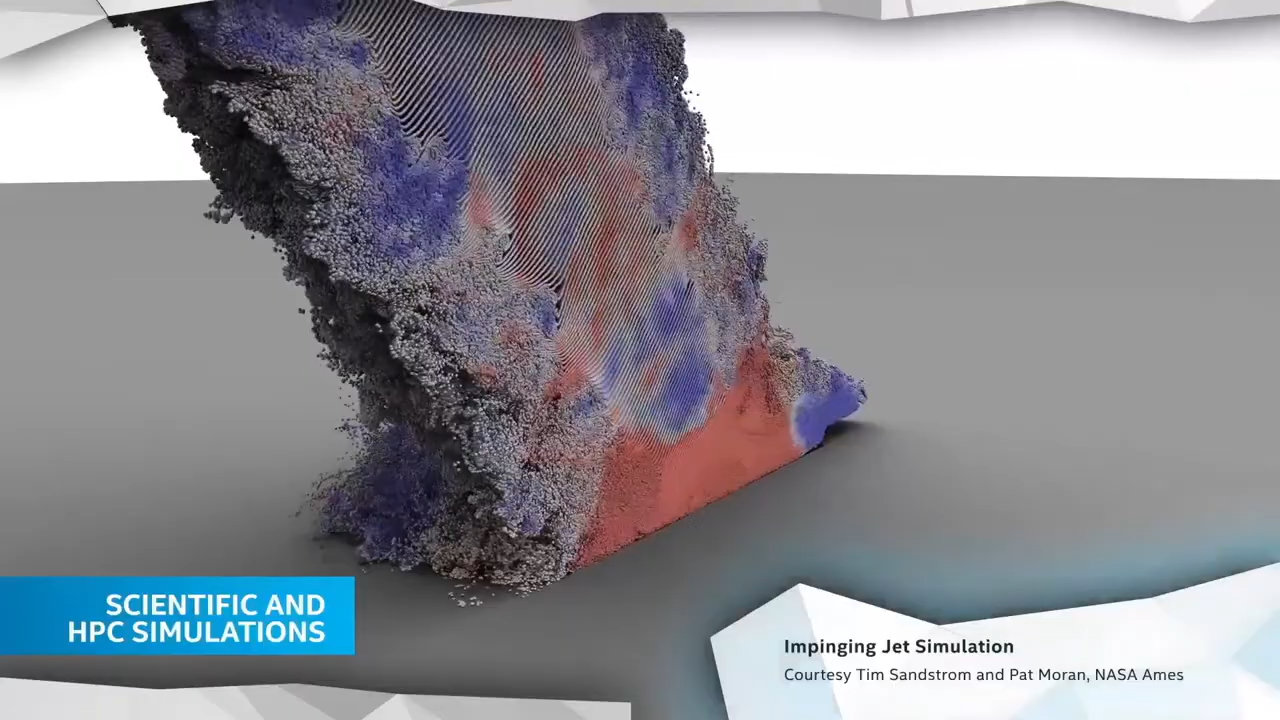 SCIENTIFIC AND
HPC SIMULATIONS
Impinging Jet Simulation
Courtesy Tim Sandstrom and Pat Moran, NASA Ames